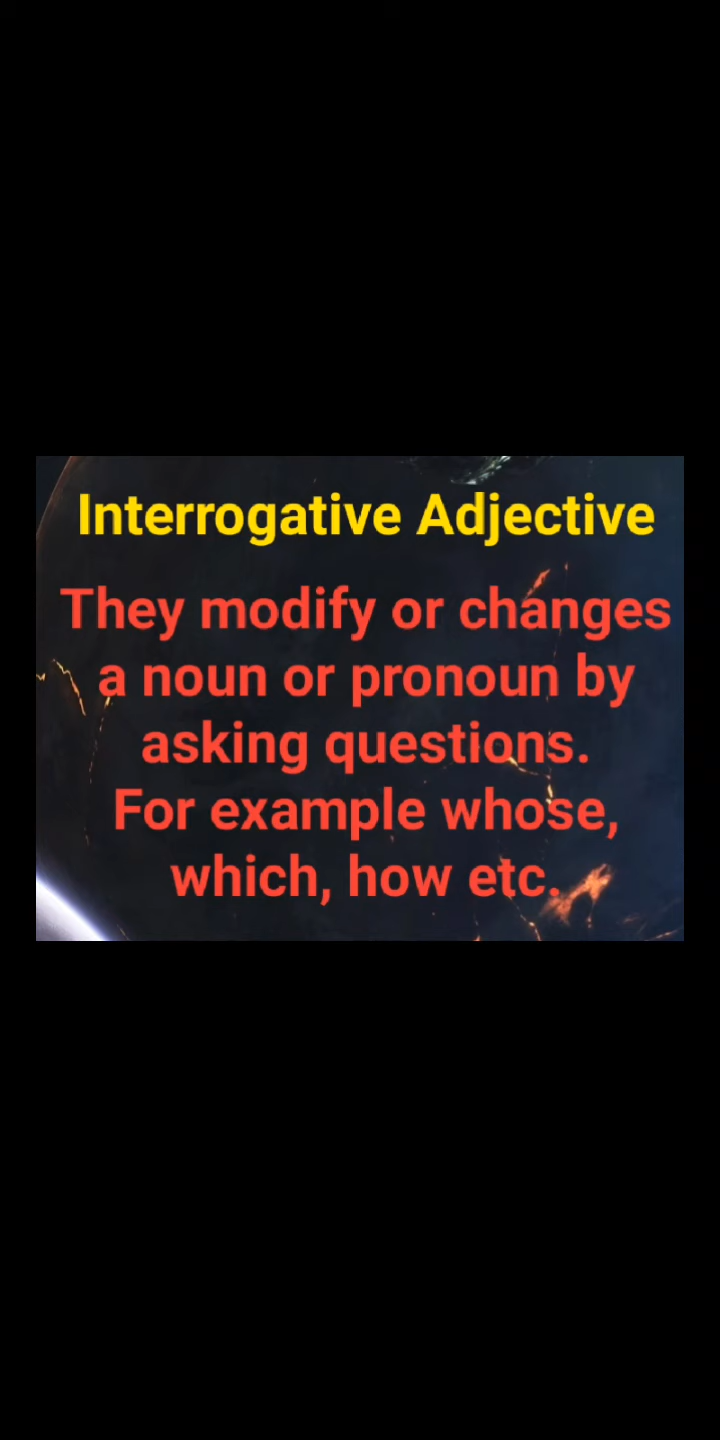 Interrogative Adjective
They modify or changes
a noun or pronoun by
asking questions.
For example whose,
which, how etc.